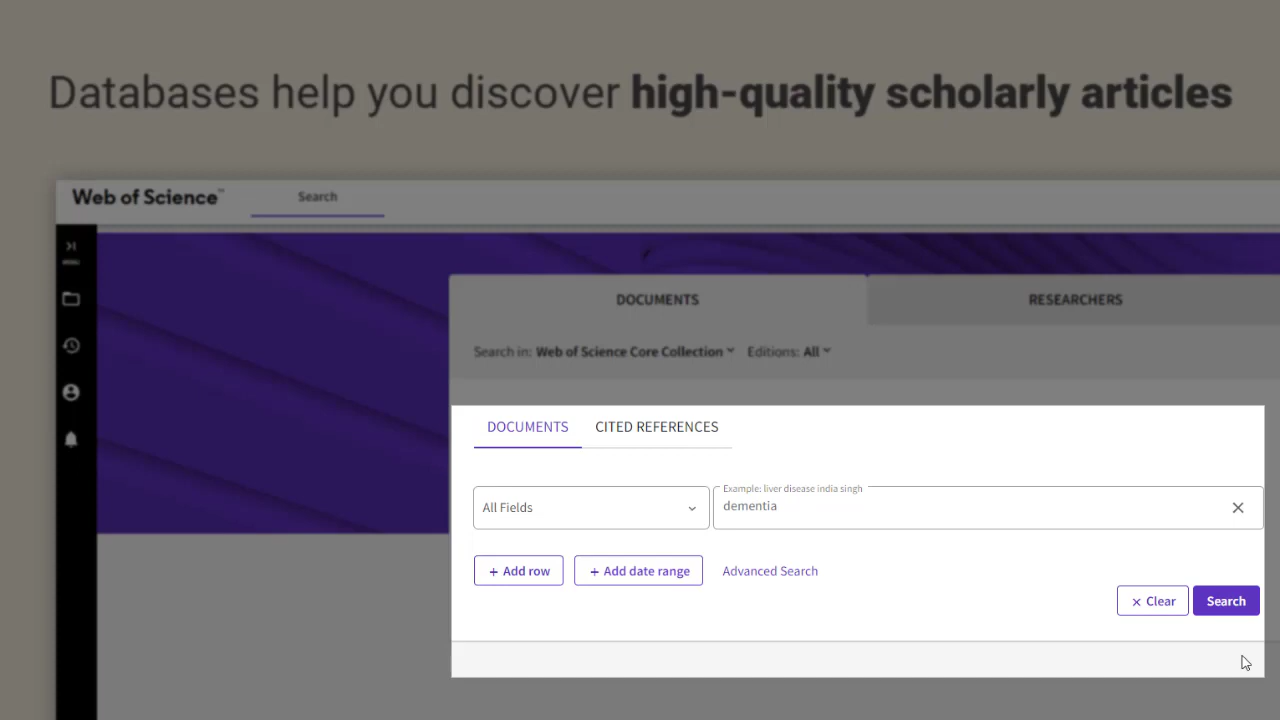 Databases help you discover high-quality scholarly articles
Web of Science™
Search
DOCUMENTS
RESEARCHERS
Search in: Web of Science Core Collection
Editions: All
DOCUMENTS
CITED REFERENCES
All Fields
Example: liver disease india singh
dementia
+ Add row
+ Add date range
Advanced Search
× Clear
Search